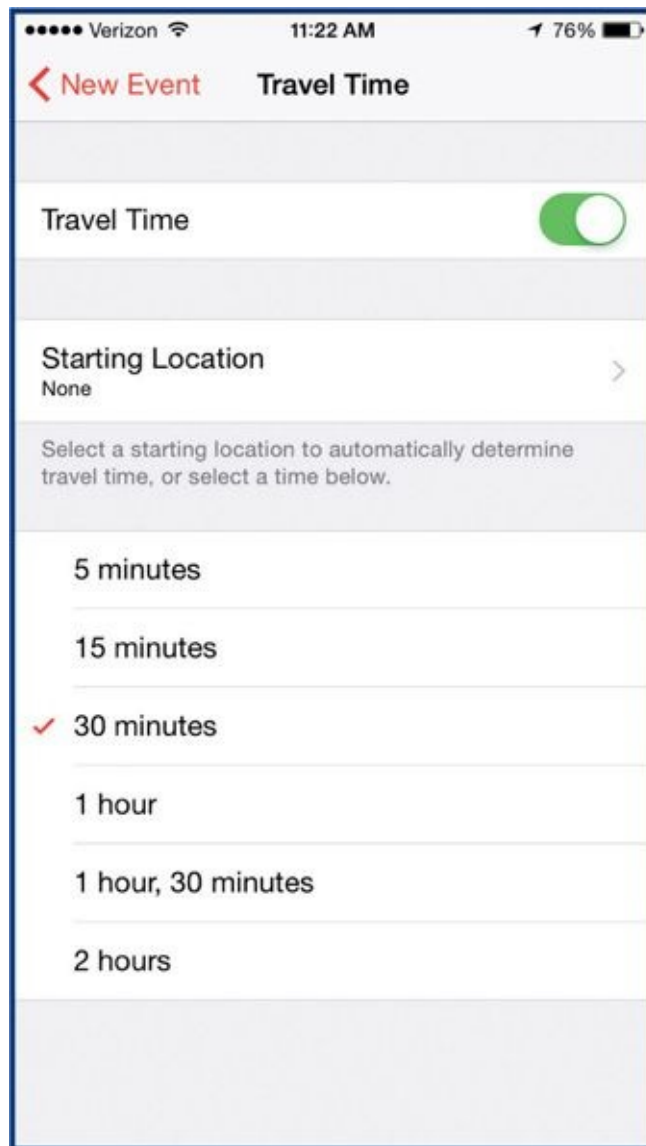 Verizon 11:22 AM 76%
New Event Travel Time
Travel Time
Starting Location
None
Select a starting location to automatically determine
travel time, or select a time below.
5 minutes
15 minutes
30 minutes
1 hour
1 hour, 30 minutes
2 hours